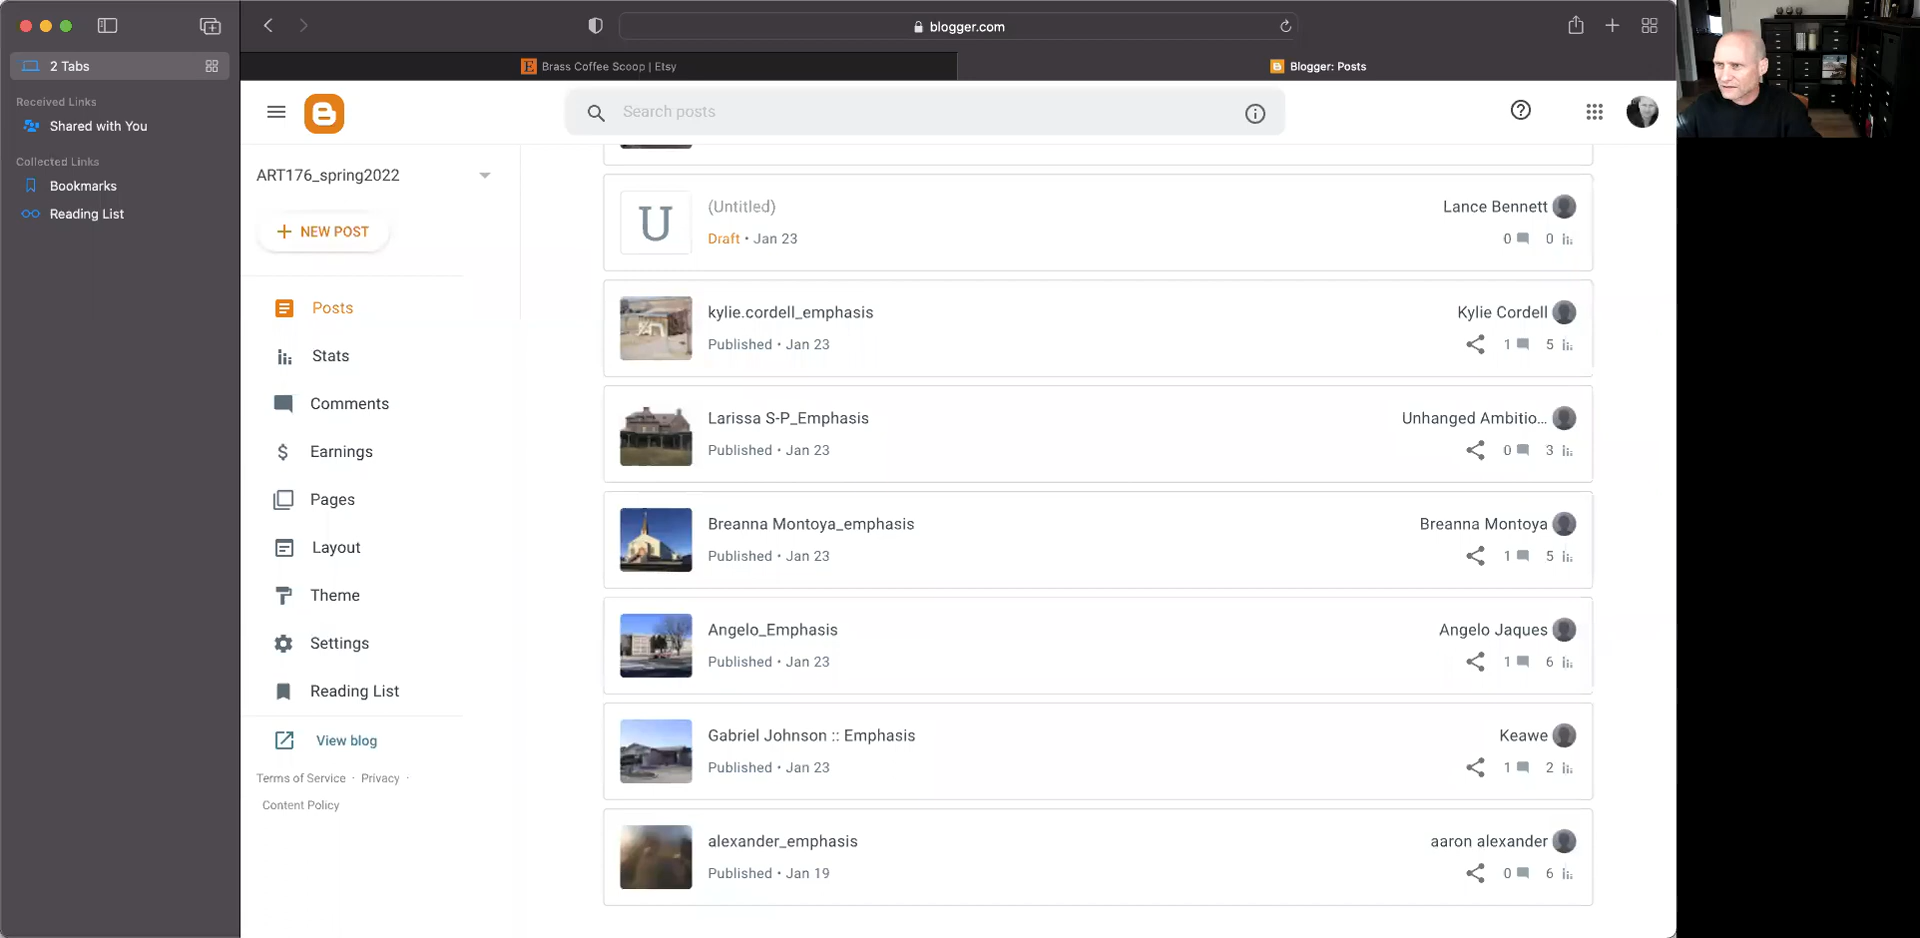 blogger.com
2 Tabs
Brass Coffee Scoop | Etsy
Blogger: Posts
Received Links
Shared with You
Collected Links
Bookmarks
Reading List
Search posts
ART176_spring2022
NEW POST
Posts
Stats
Comments
Earnings
Pages
Layout
Theme
Settings
Reading List
View blog
Terms of Service · Privacy ·
Content Policy
U
(Untitled)
Lance Bennett
Draft • Jan 23
0 0
kylie.cordell_emphasis
Kylie Cordell
Published • Jan 23
1 5
Larissa S-P_Emphasis
Unhanged Ambitio...
Published • Jan 23
0 3
Breanna Montoya_emphasis
Breanna Montoya
Published • Jan 23
1 5
Angelo_Emphasis
Angelo Jaques
Published • Jan 23
1 6
Gabriel Johnson :: Emphasis
Keawe
Published • Jan 23
1 2
alexander_emphasis
aaron alexander
Published • Jan 19
0 6